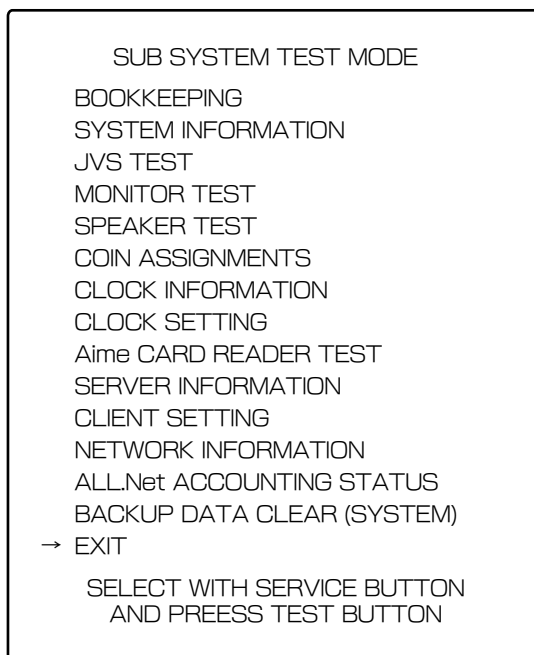 SUB SYSTEM TEST MODE
BOOKKEEPING
SYSTEM INFORMATION
JVS TEST
MONITOR TEST
SPEAKER TEST
COIN ASSIGNMENTS
CLOCK INFORMATION
CLOCK SETTING
Aime CARD READER TEST
SERVER INFORMATION
CLIENT SETTING
NETWORK INFORMATION
ALL.Net ACCOUNTING STATUS
BACKUP DATA CLEAR (SYSTEM)
→ EXIT
SELECT WITH SERVICE BUTTON
AND PREESS TEST BUTTON